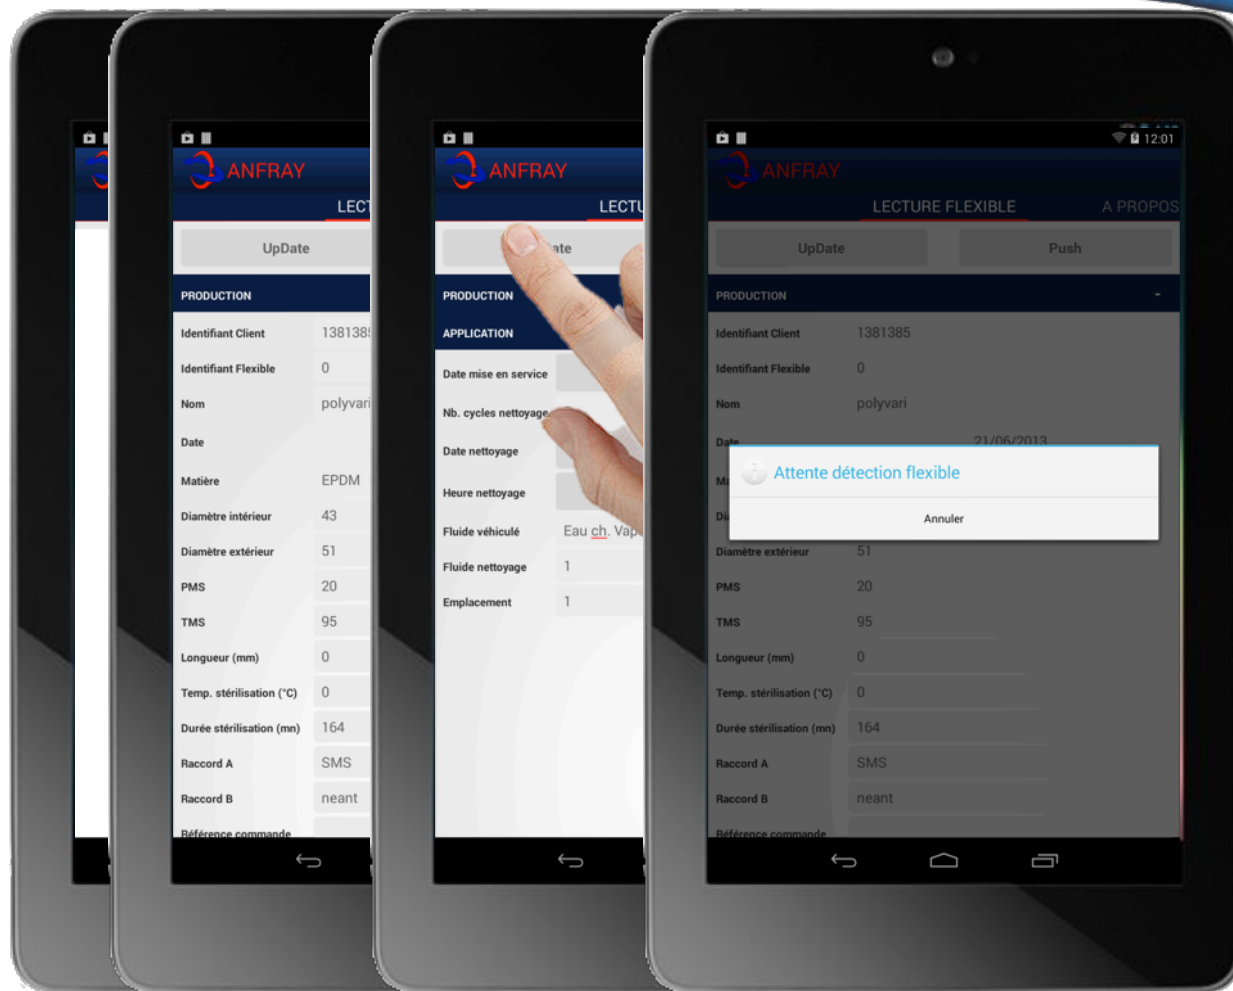 ANFRAY
LECT
UpDate
PRODUCTION
Identifiant Client 138138
Identifiant Flexible 0
Nom polyvari
Date
Matière EPDM
Diamètre intérieur 43
Diamètre extérieur 51
PMS 20
TMS 95
Longueur (mm) 0
Temp. stérilisation (°C) 0
Durée stérilisation (mn) 164
Raccord A SMS
Raccord B neant
Référence commande
ANFRAY
LECTU
ate
PRODUCTION
APPLICATION
Date mise en service
Nb. cycles nettoyage
Date nettoyage
Heure nettoyage
Fluide véhiculé Eau ch. Vap
Fluide nettoyage 1
Emplacement 1
12:01
ANFRAY
LECTURE FLEXIBLE A PROPOS
UpDate Push
PRODUCTION -
Identifiant Client 1381385
Identifiant Flexible 0
Nom polyvari
Date 21/06/2013
Attente détection flexible
Annuler
Diamètre extérieur 51
PMS 20
TMS 95
Longueur (mm) 0
Temp. stérilisation (°C) 0
Durée stérilisation (mn) 164
Raccord A SMS
Raccord B neant
Référence commande